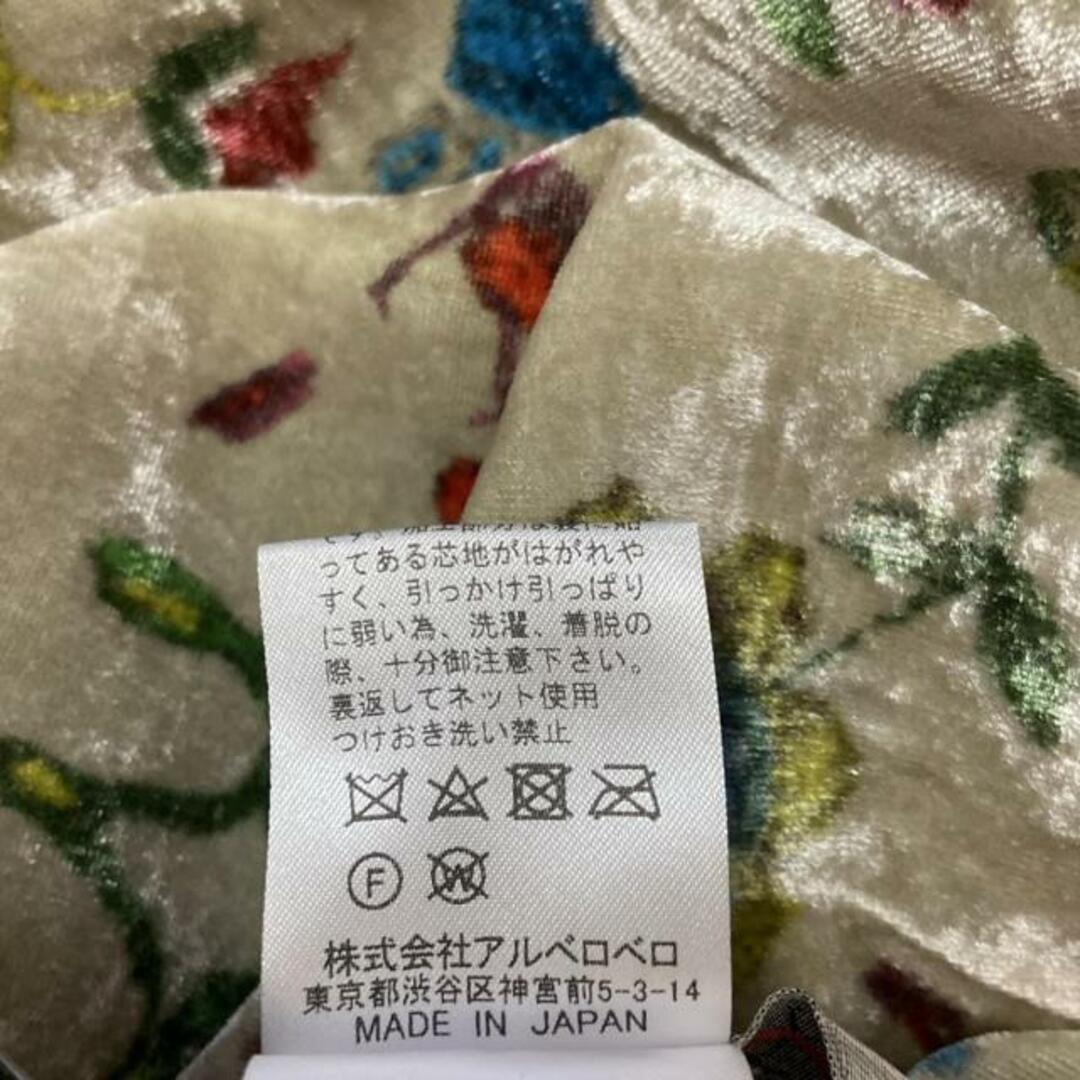 ってある芯地がはがれや
すく、引っかけ引っぱり
に弱い為、洗濯、着脱の
際、十分御注意下さい。
裏返してネット使用
つけおき洗い禁止
F W
株式会社アルベロベロ
東京都渋谷区神宮前5-3-14
MADE IN JAPAN